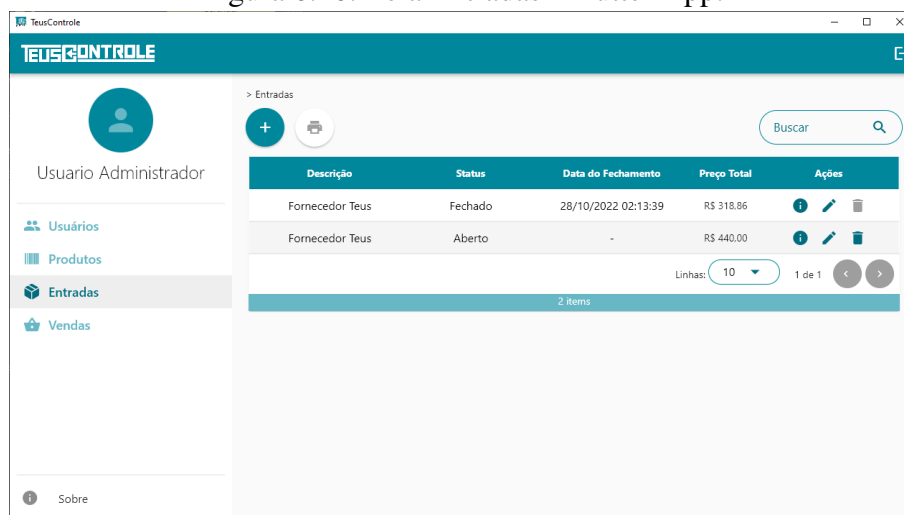 TeusControle
TEUSCONTROLE
> Entradas
+
Buscar
Usuario Administrador
Descrição Status Data do Fechamento Preço Total Ações
Fornecedor Teus Fechado 28/10/2022 02:13:39 R$ 318,86
Fornecedor Teus Aberto - R$ 440,00
Linhas: 10 1 de 1
2 items
Usuários
Produtos
Entradas
Vendas
Sobre